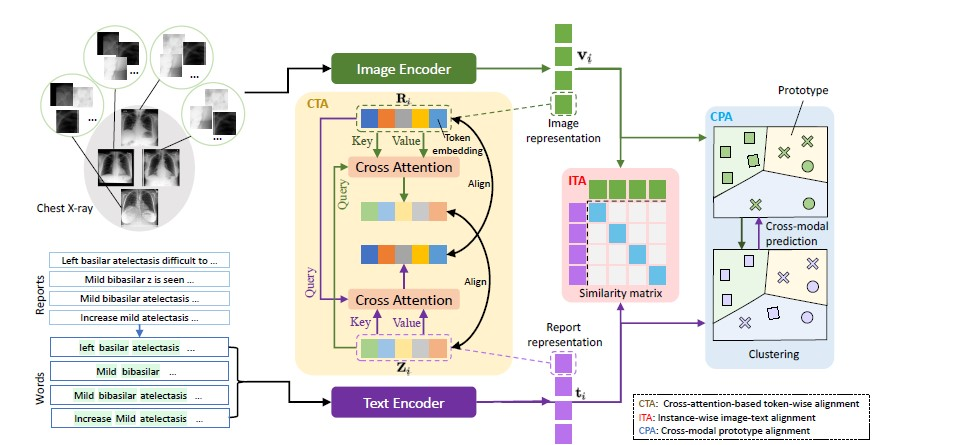 Image Encoder
v_i
Prototype
CTA
R_i
CPA
Image
representation
Token
embedding
Key
Value
Cross Attention
Query
Align
ITA
Chest X-ray
Cross-modal
prediction
Left basilar atelectasis difficult to ...
Mild bibasilar z is seen ...
Mild bibasilar atelectasis ...
Increase mild atelectasis ...
Reports
Query
Align
Similarity matrix
Cross Attention
Key
Value
Report
representation
Clustering
left basilar atelectasis ...
Mild bibasilar ...
Mild bibasilar atelectasis ...
Increase Mild atelectasis ...
Words
Z_i
Text Encoder
t_i
CTA: Cross-attention-based token-wise alignment
ITA: Instance-wise image-text alignment
CPA: Cross-modal prototype alignment
...
...
...
...